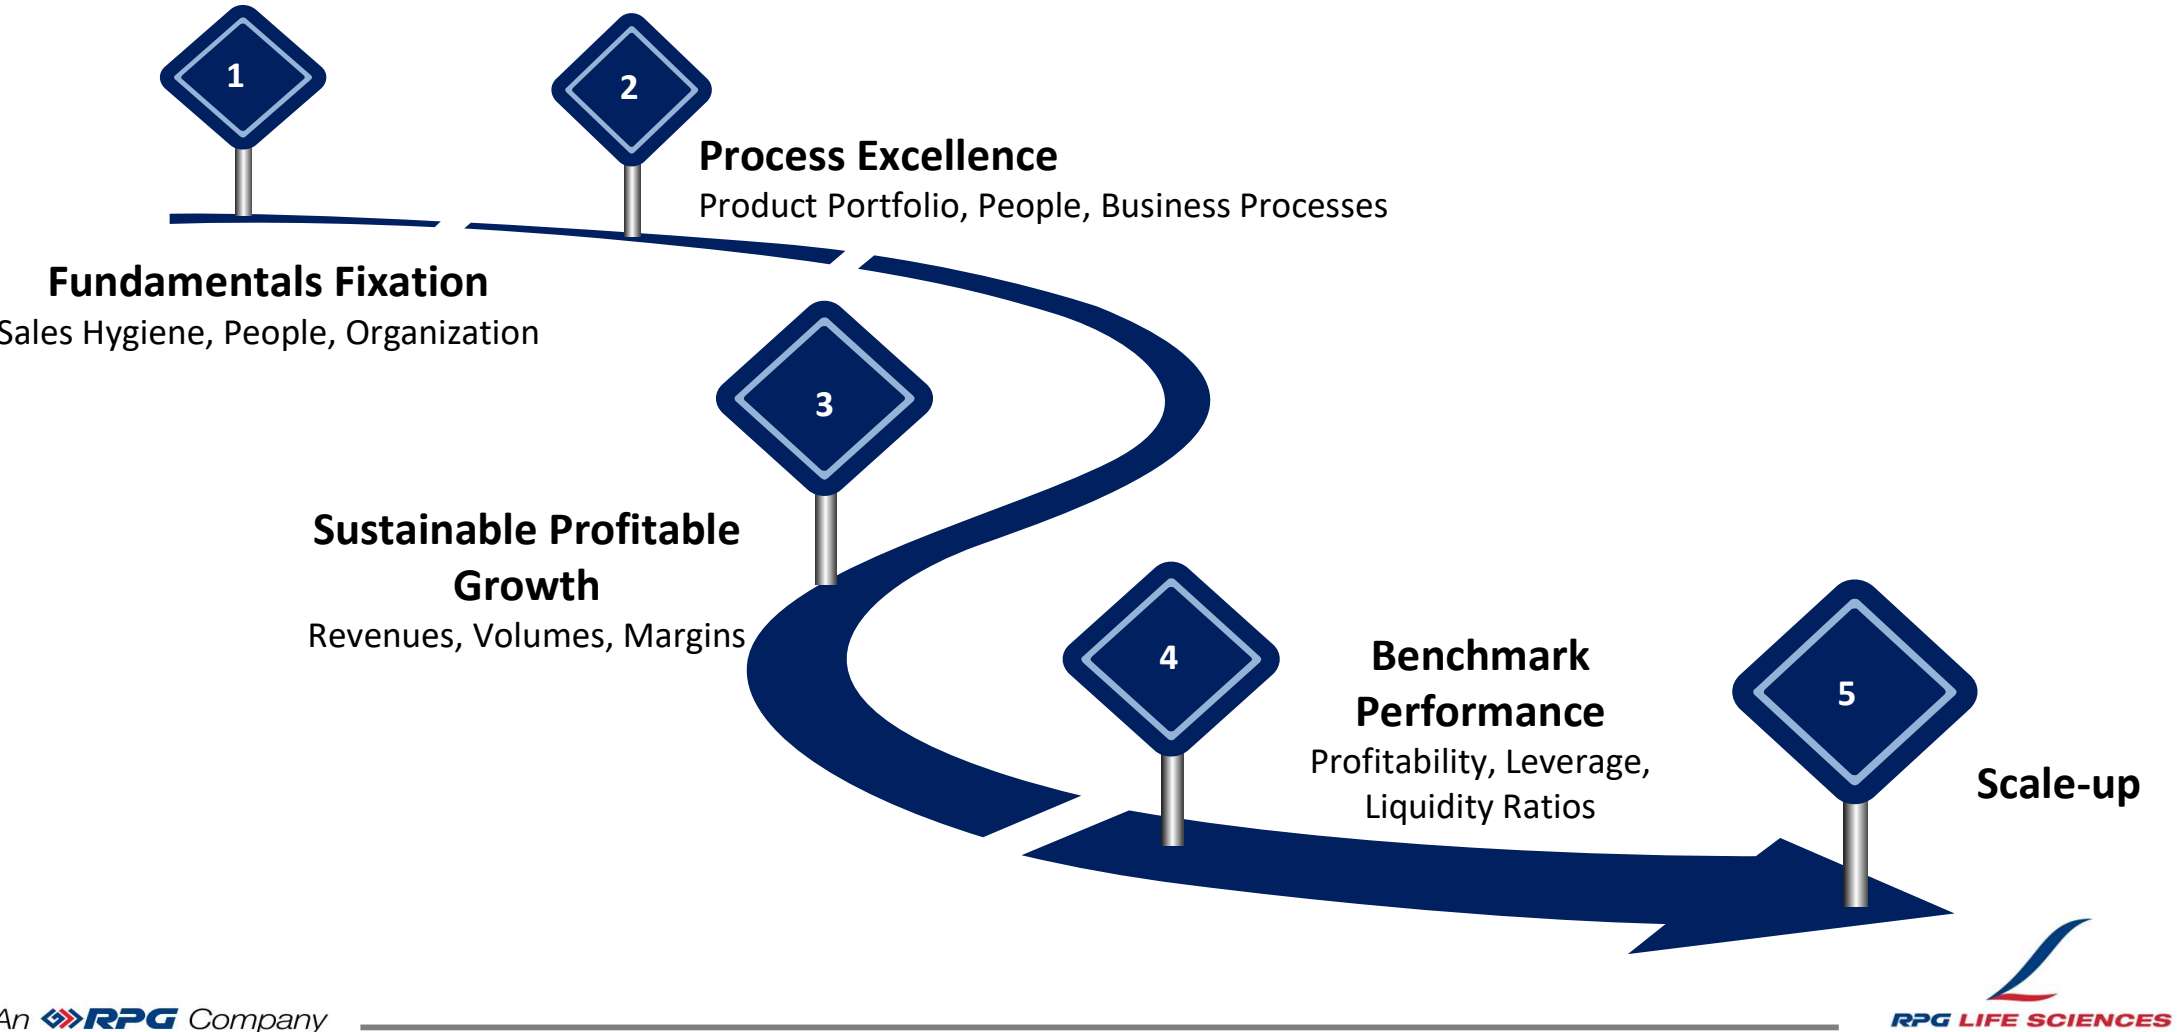 1
2
Process Excellence
Product Portfolio, People, Business Processes
Fundamentals Fixation
Sales Hygiene, People, Organization
3
Sustainable Profitable
Growth
Revenues, Volumes, Margins
4
Benchmark
Performance
Profitability, Leverage,
Liquidity Ratios
5
Scale-up
An RPG Company
RPG LIFE SCIENCES